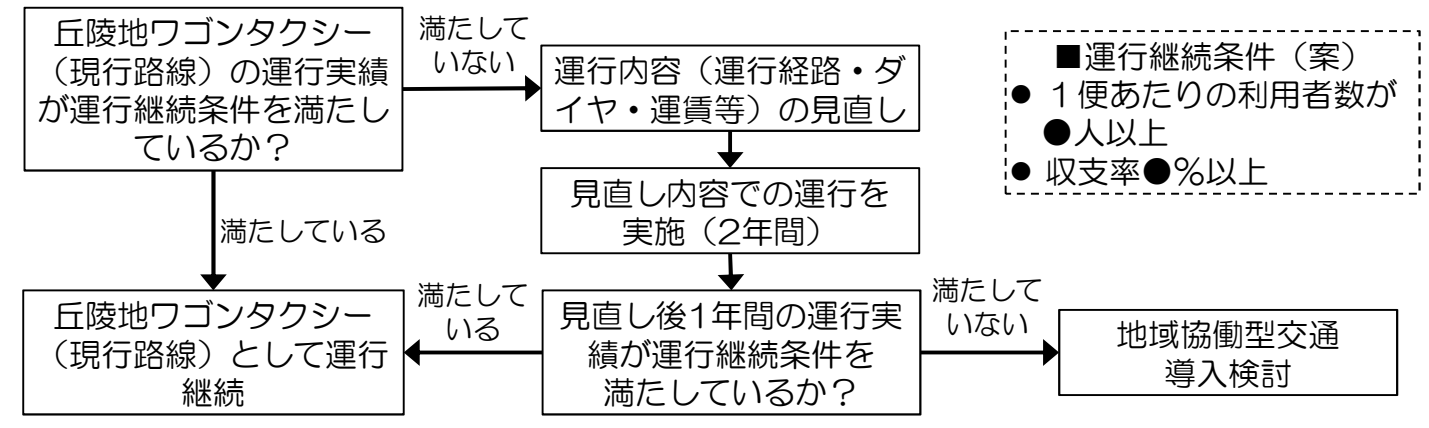 丘陵地ワゴンタクシー
（現行路線）の運行実績
が運行継続条件を満たし
ているか？
満たして
いない
運行内容（運行経路・ダ
イヤ・運賃等）の見直し
■運行継続条件（案）
● １便あたりの利用者数が
●人以上
● 収支率●％以上
見直し内容での運行を
実施（2年間）
満たしている
丘陵地ワゴンタクシー
（現行路線）として運行
継続
満たして
いる
見直し後1年間の運行実
績が運行継続条件を
満たしているか？
満たして
いない
地域協働型交通
導入検討